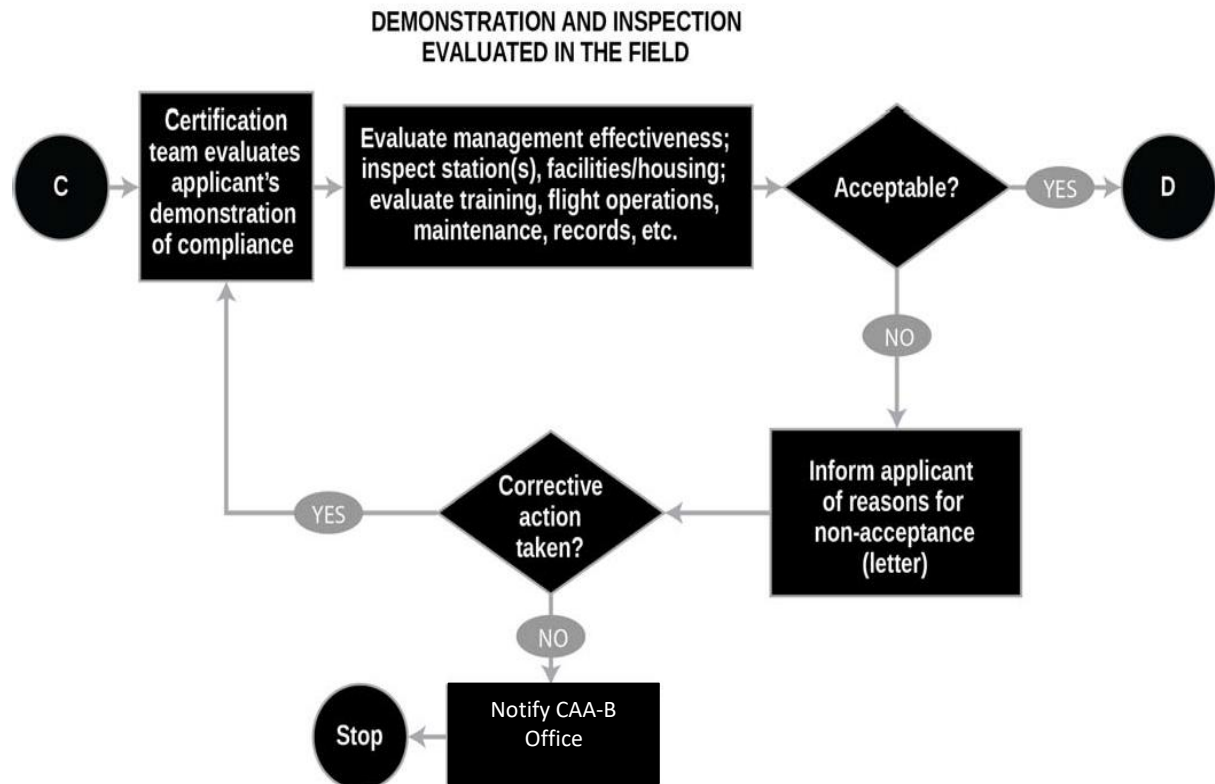 DEMONSTRATION AND INSPECTION
EVALUATED IN THE FIELD
C
Certification
team evaluates
applicant’s
demonstration
of compliance
Evaluate management effectiveness;
inspect station(s), facilities/housing;
evaluate training, flight operations,
maintenance, records, etc.
Acceptable?
YES
D
NO
Inform applicant
of reasons for
non-acceptance
(letter)
Corrective
action
taken?
YES
NO
Notify CAA-B
Office
Stop